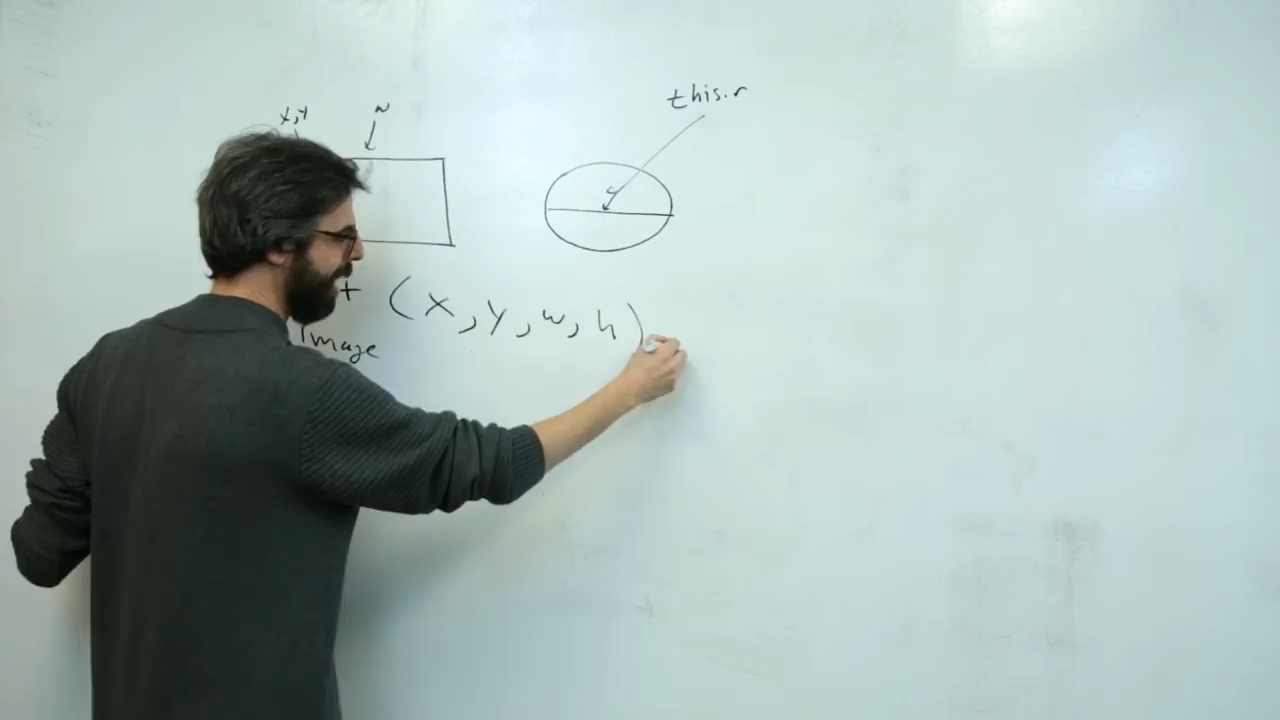 this.r
x,y
w
r
t (x, y, w, h)
image